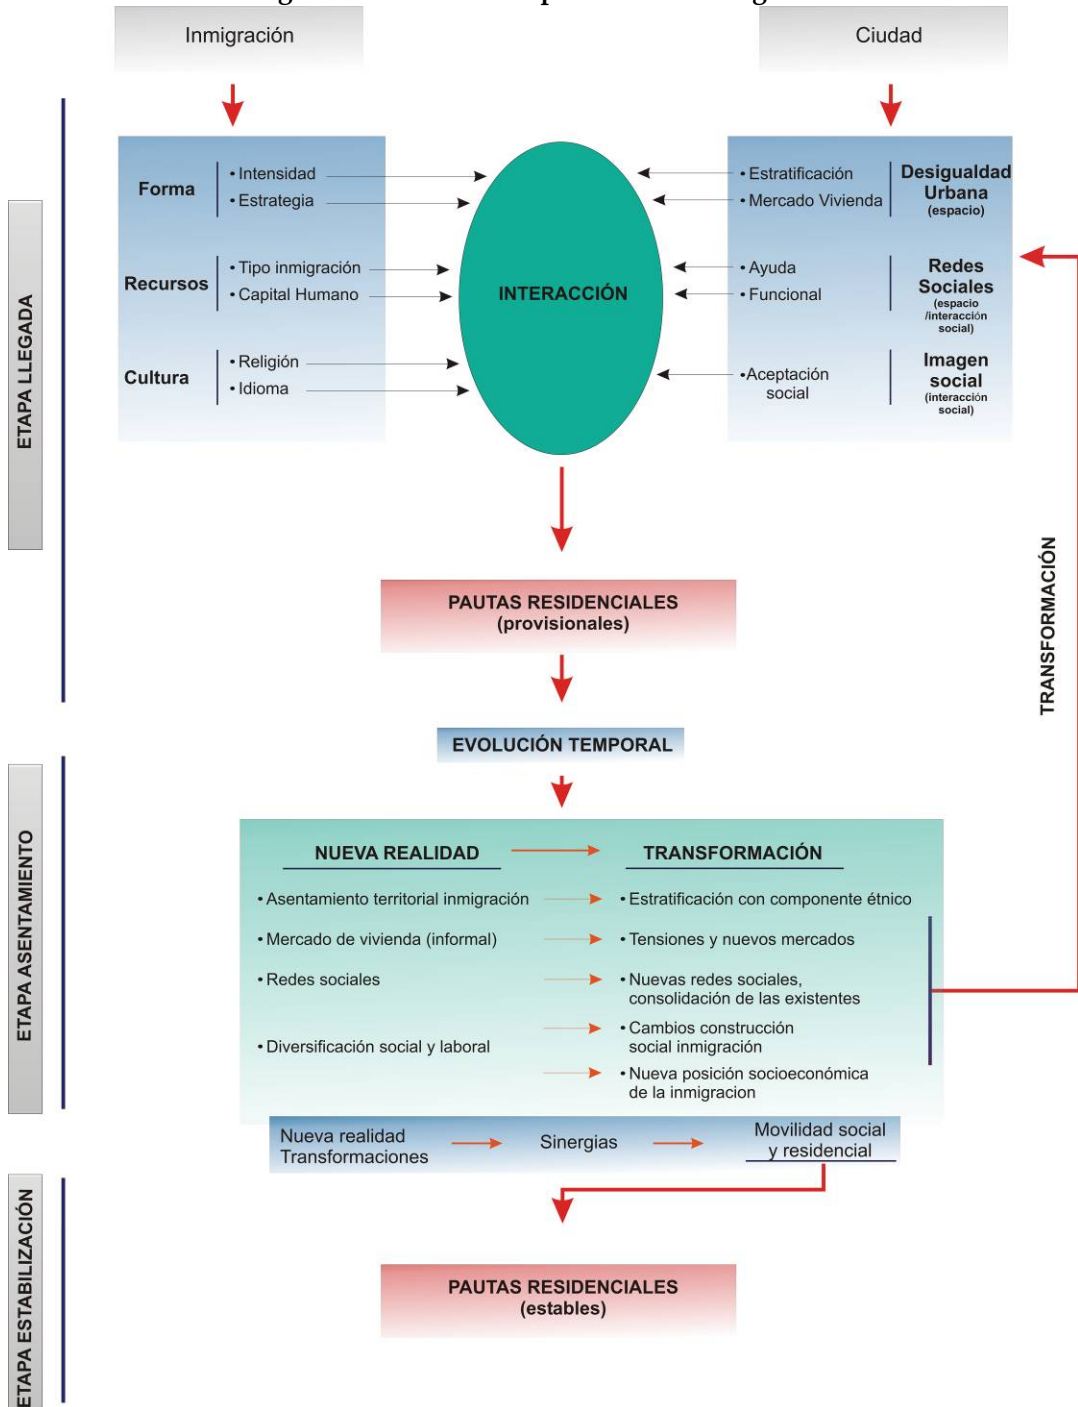 Inmigración
Ciudad
ETAPA LLEGADA
Forma
• Intensidad
• Estrategia
Recursos
• Tipo inmigración
• Capital Humano
Cultura
• Religión
• Idioma
INTERACCIÓN
• Estratificación
• Mercado Vivienda
Desigualdad
Urbana
(espacio)
• Ayuda
• Funcional
Redes
Sociales
(espacio
/interacción
social)
•Aceptación
social
Imagen
social
(interacción
social)
TRANSFORMACIÓN
PAUTAS RESIDENCIALES
(provisionales)
EVOLUCIÓN TEMPORAL
ETAPA ASENTAMIENTO
NUEVA REALIDAD
TRANSFORMACIÓN
• Asentamiento territorial inmigración
• Estratificación con componente étnico
• Mercado de vivienda (informal)
• Tensiones y nuevos mercados
• Redes sociales
• Nuevas redes sociales,
consolidación de las existentes
• Cambios construcción
social inmigración
• Diversificación social y laboral
• Nueva posición socioeconómica
de la inmigracion
Nueva realidad
Transformaciones
Sinergias
Movilidad social
y residencial
ETAPA ESTABILIZACIÓN
PAUTAS RESIDENCIALES
(estables)